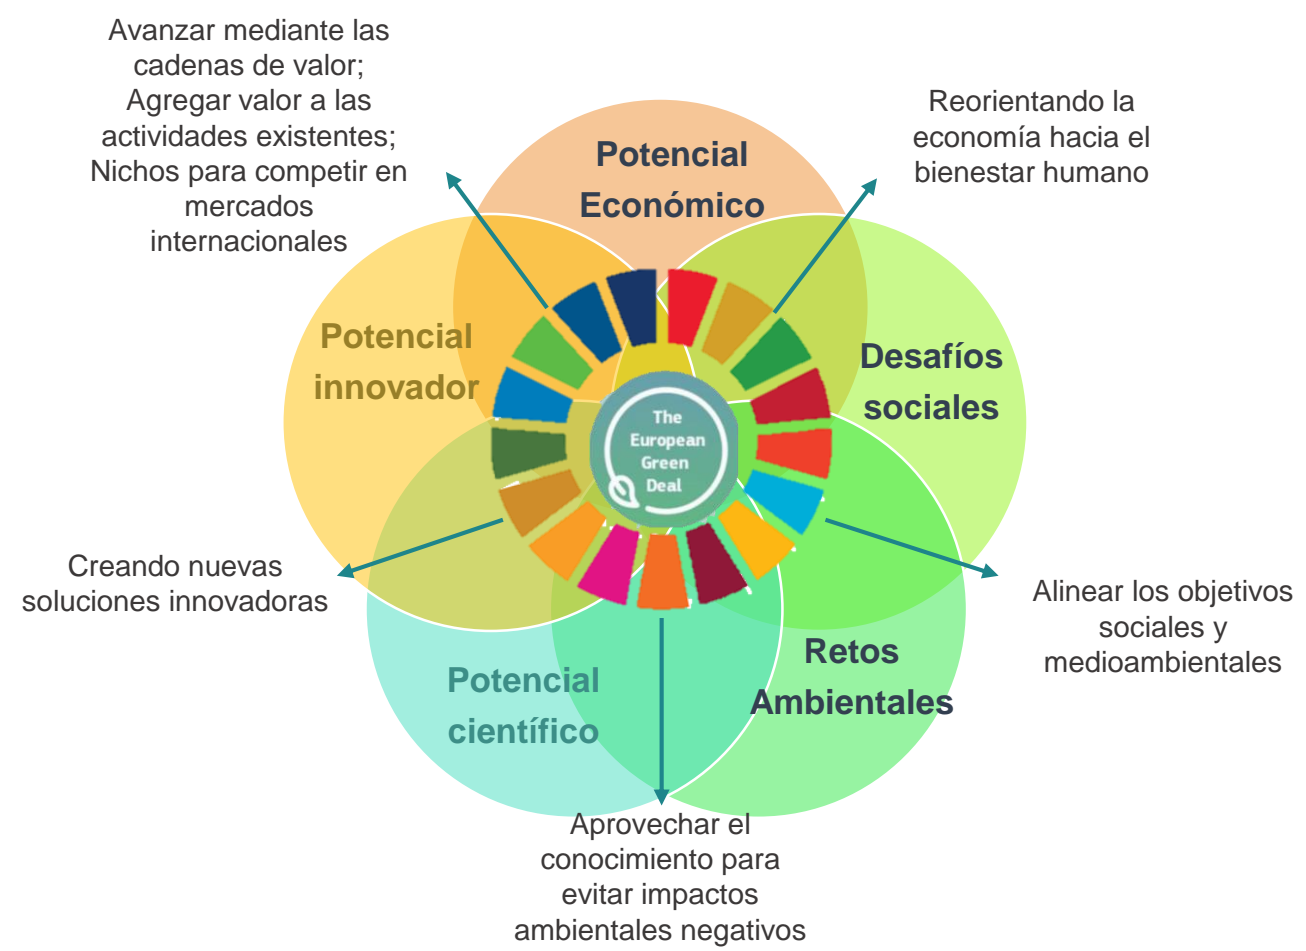 Avanzar mediante las
cadenas de valor;
Agregar valor a las
actividades existentes;
Nichos para competir en
mercados
internacionales
Reorientando la
economía hacia el
bienestar humano
Potencial
Económico
Potencial
innovador
Desafíos
sociales
The
European
Green
Deal
Creando nuevas
soluciones innovadoras
Alinear los objetivos
sociales y
medioambientales
Potencial
científico
Retos
Ambientales
Aprovechar el
conocimiento para
evitar impactos
ambientales negativos